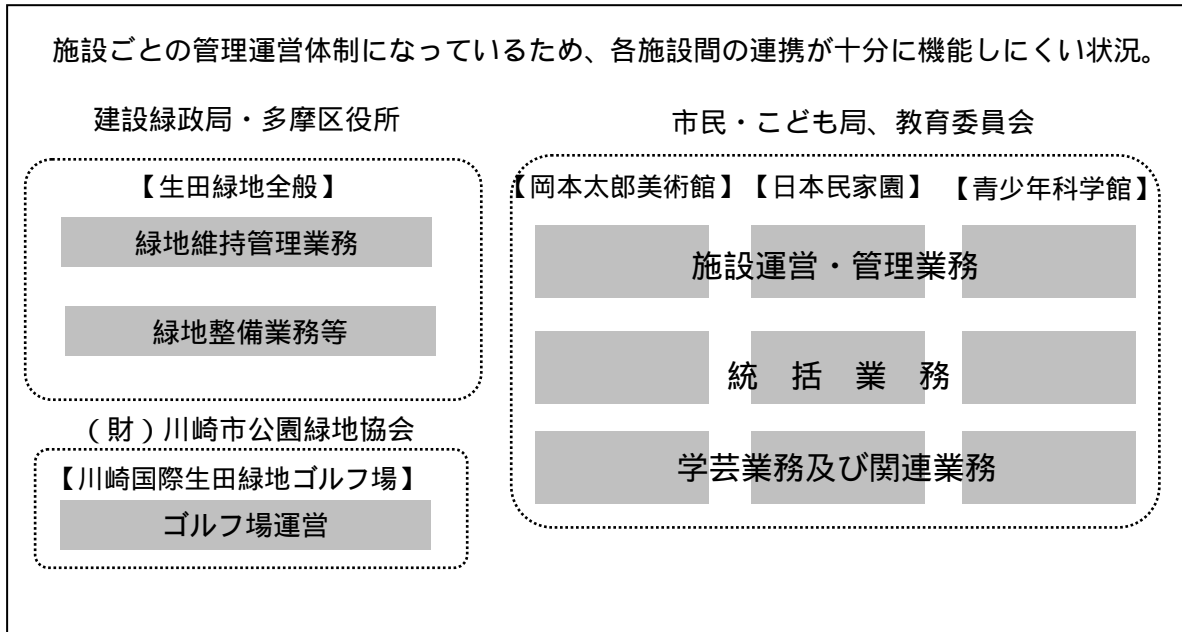 施設ごとの管理運営体制になっているため、各施設間の連携が十分に機能しにくい状況。
建設緑政局・多摩区役所
【生田緑地全般】
緑地維持管理業務
緑地整備業務等
（財）川崎市公園緑地協会
【川崎国際生田緑地ゴルフ場】
ゴルフ場運営
市民・こども局、教育委員会
【岡本太郎美術館】【日本民家園】【青少年科学館】
施設運営・管理業務
統　括　業　務
学芸業務及び関連業務